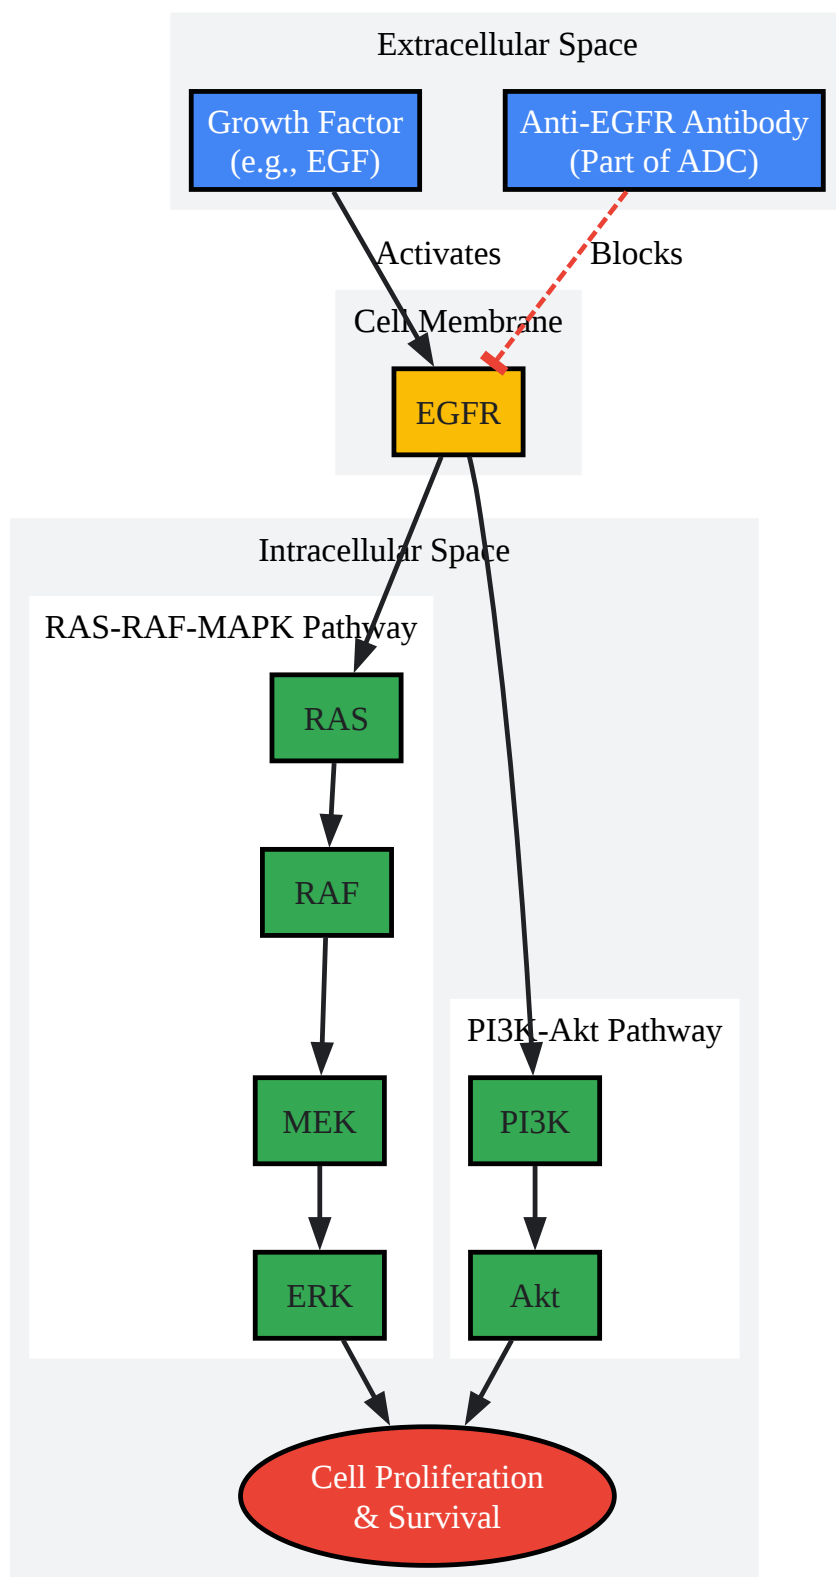 Extracellular Space
Growth Factor
(e.g., EGF)
Anti-EGFR Antibody
(Part of ADC)
Activates
Blocks
Cell Membrane
EGFR
Intracellular Space
RAS-RAF-MAPK Pathway
RAS
RAF
PI3K-Akt Pathway
MEK
PI3K
ERK
Akt
Cell Proliferation
& Survival